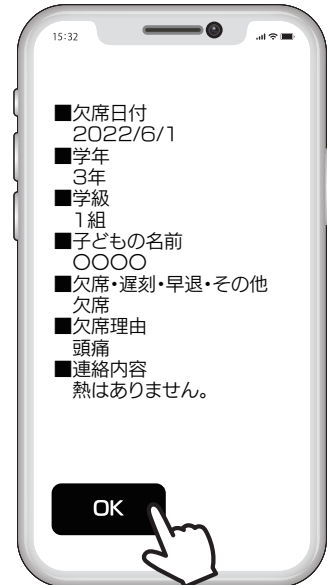 15:32
■欠席日付
2022/6/1
■学年
3年
■学級
1組
■子どもの名前
〇〇〇〇
■欠席・遅刻・早退・その他
欠席
■欠席理由
頭痛
■連絡内容
熱はありません。
OK